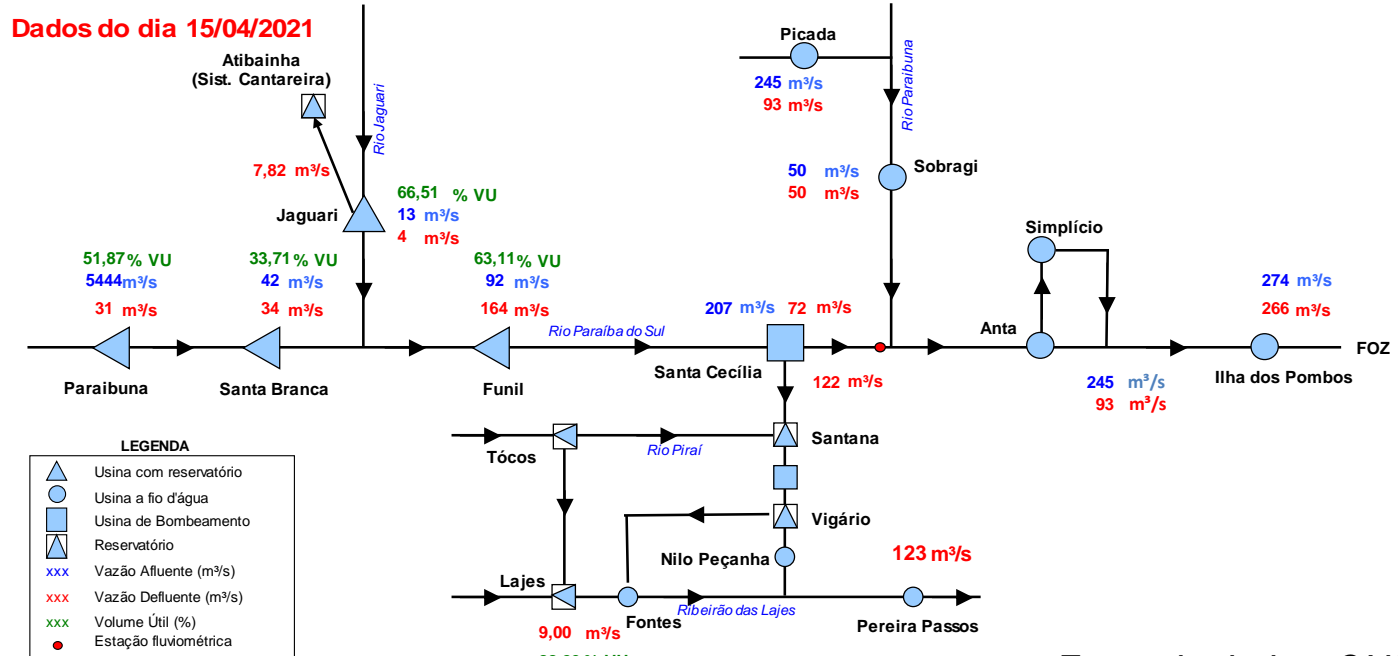 Dados do dia 15/04/2021
Atibainha
(Sist. Cantareira)
Rio Jaguari
7,82 m³/s
Jaguari
66,51 % VU
13 m³/s
4 m³/s
Picada
245 m³/s
93 m³/s
Rio Paraibuna
50 m³/s
50 m³/s
Sobragi
51,87% VU
5444m³/s
31 m³/s
Paraibuna
33,71% VU
42 m³/s
34 m³/s
Santa Branca
63,11% VU
92 m³/s
164 m³/s
Funil
Rio Paraíba do Sul
207 m³/s 72 m³/s
Santa Cecília
122 m³/s
Simplício
Anta
245 m³/s
93 m³/s
274 m³/s
266 m³/s
Ilha dos Pombos
FOZ
Tócos
Rio Piraí
Santana
Vigário
Nilo Peçanha
Lajes
9,00 m³/s
Fontes
Ribeirão das Lajes
123 m³/s
Pereira Passos
LEGENDA
Usina com reservatório
Usina a fio d'água
Usina de Bombeamento
Reservatório
xxx Vazão Afluente (m³/s)
xxx Vazão Defluente (m³/s)
xxx Volume Útil (%)
Estação fluviométrica